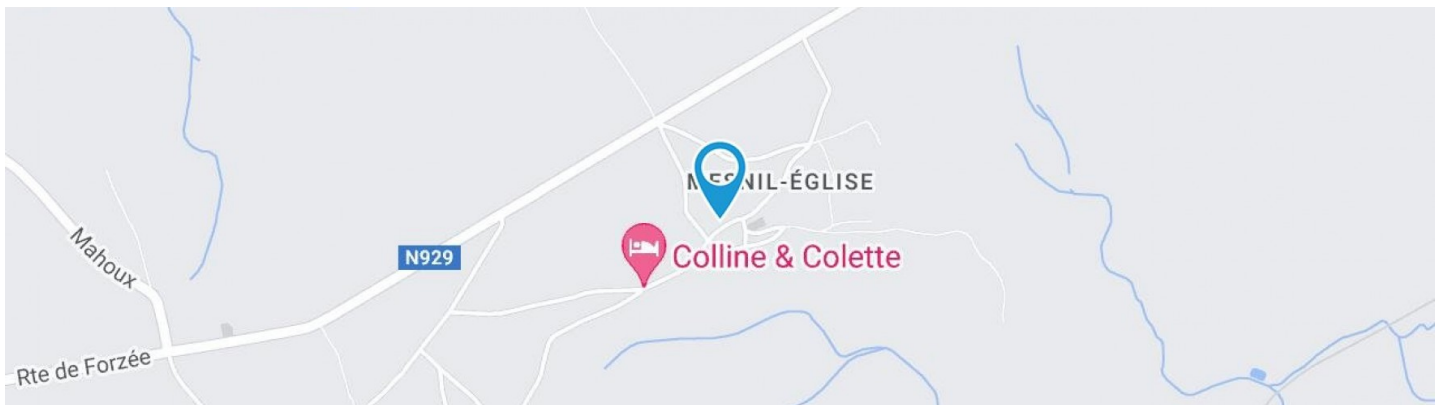 MESNIL-ÉGLISE
Mahoux
N929
Colline & Colette
Rte de Forzée